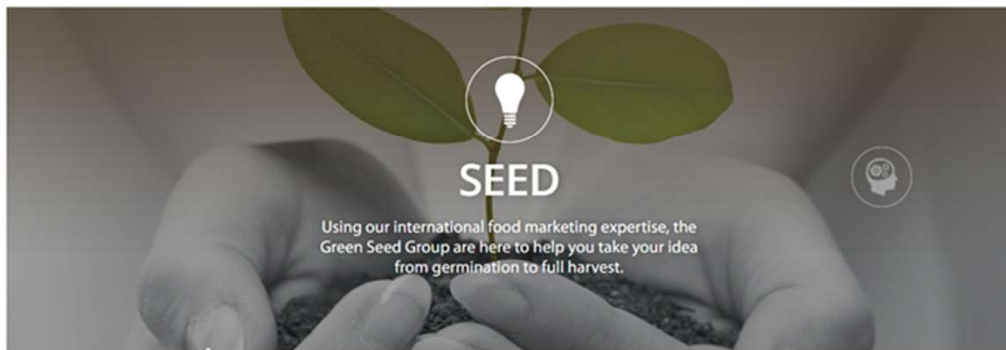 SEED
Using our international food marketing expertise, the
Green Seed Group are here to help you take your idea
from germination to full harvest.